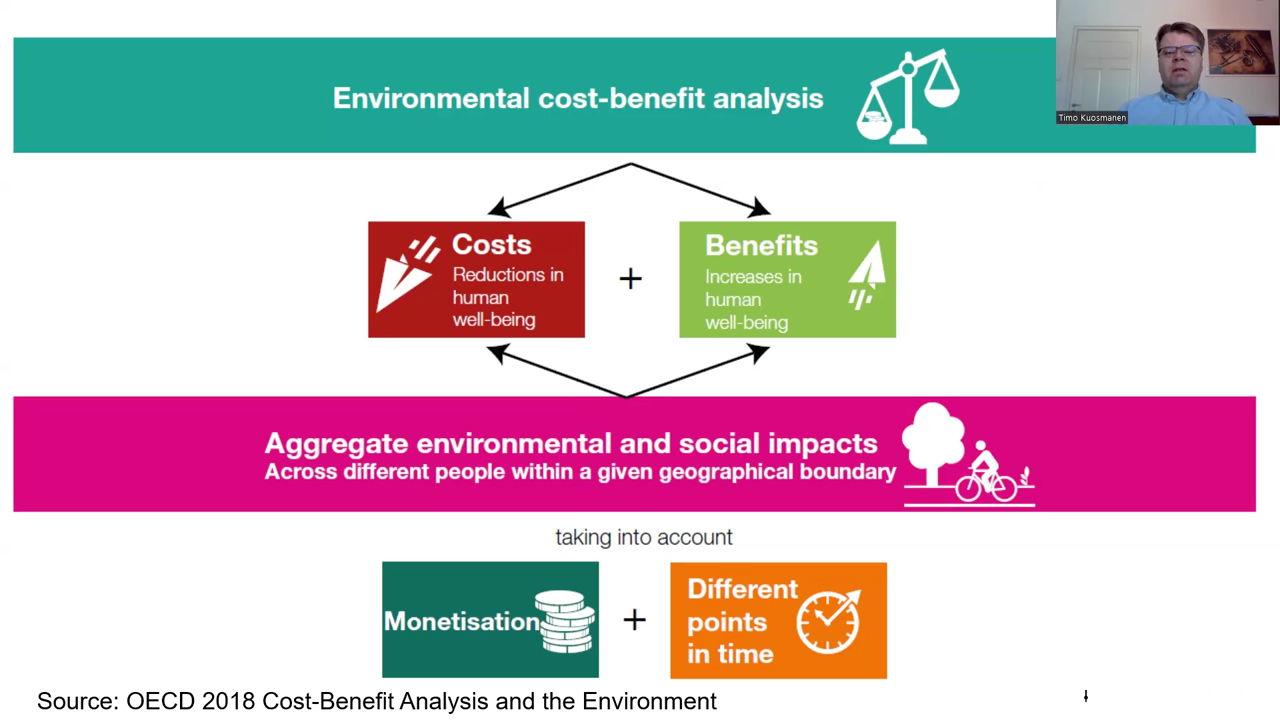 Environmental cost-benefit analysis
Timo Kuosmanen
Costs
Reductions in
human
well-being
+
Benefits
Increases in
human
well-being
Aggregate environmental and social impacts
Across different people within a given geographical boundary
taking into account
Monetisation
+
Different
points
in time
Source: OECD 2018 Cost-Benefit Analysis and the Environment